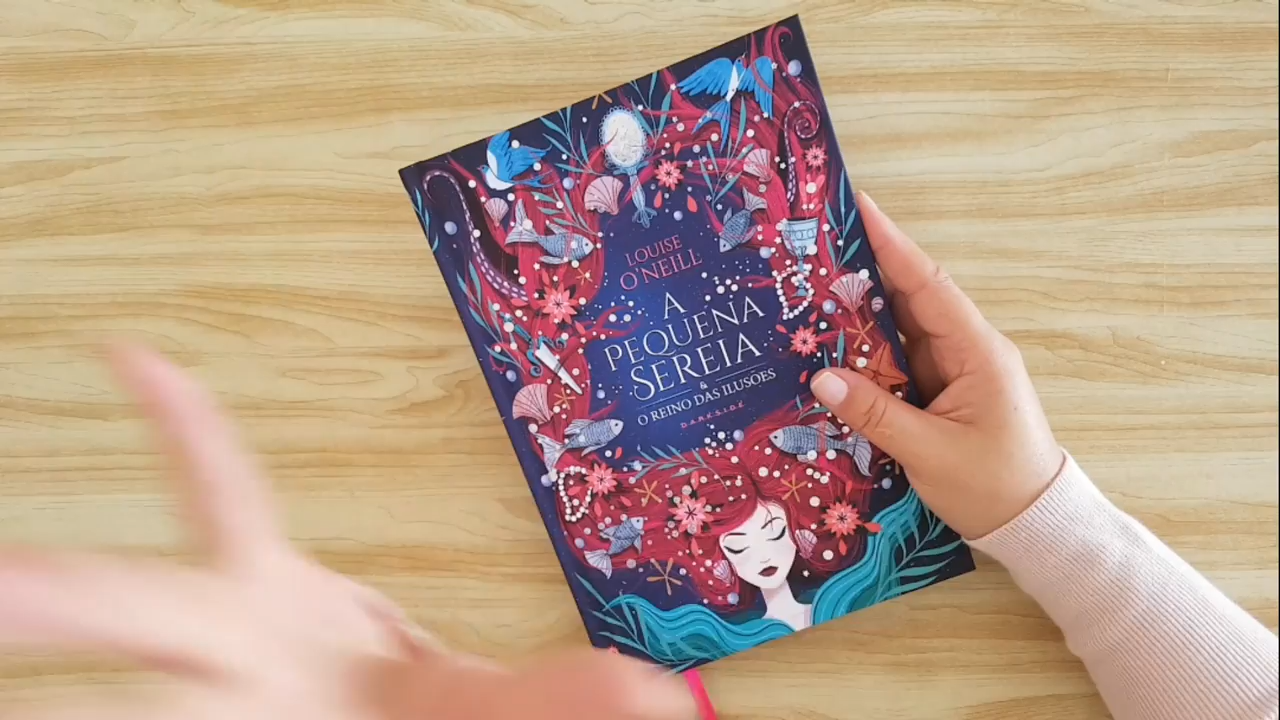 LOUISE
O'NEILL
A
PEQUENA
SEREIA
&
O REINO DAS ILUSÕES
DARKSIDE